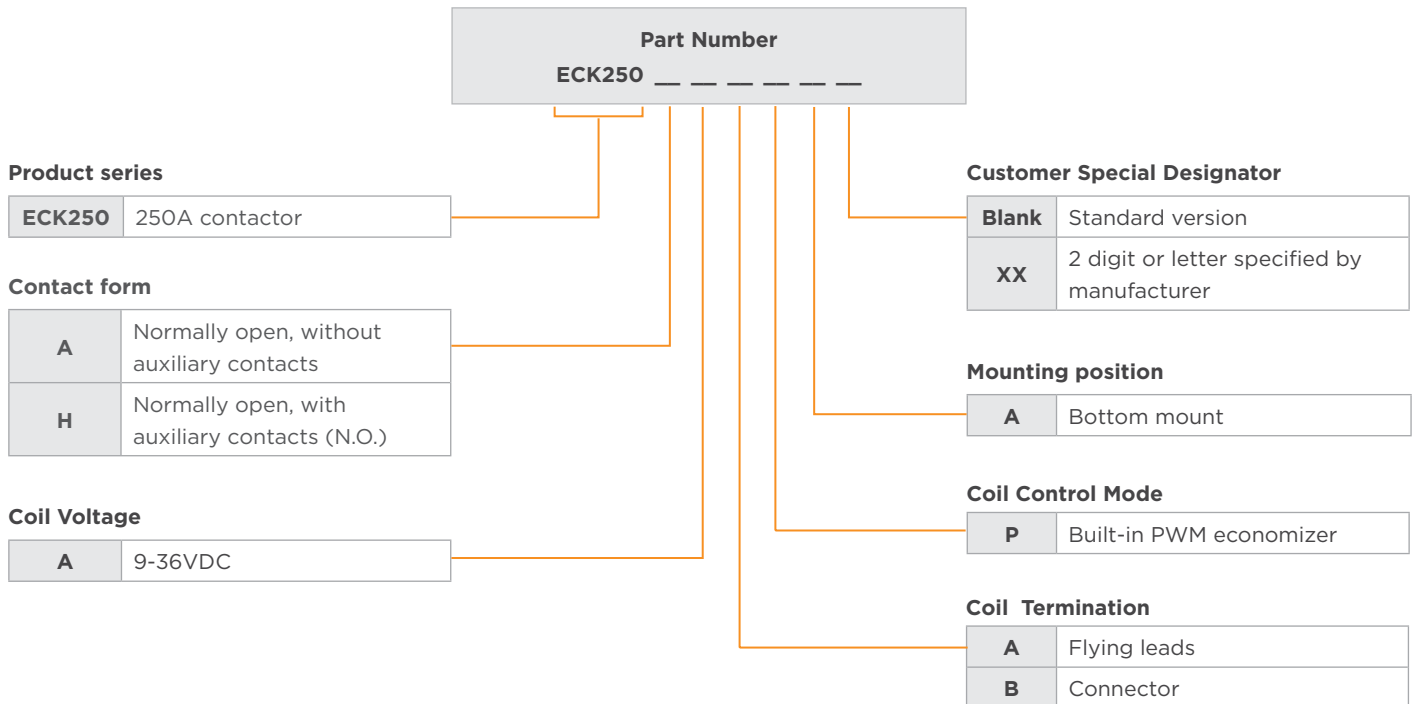 Part Number
ECK250 __ __ __ __ __ __
Product series
ECK250 250A contactor
Contact form
A Normally open, without
auxiliary contacts
H Normally open, with
auxiliary contacts (N.O.)
Coil Voltage
A 9-36VDC
Customer Special Designator
Blank Standard version
XX 2 digit or letter specified by
manufacturer
Mounting position
A Bottom mount
Coil Control Mode
P Built-in PWM economizer
Coil Termination
A Flying leads
B Connector